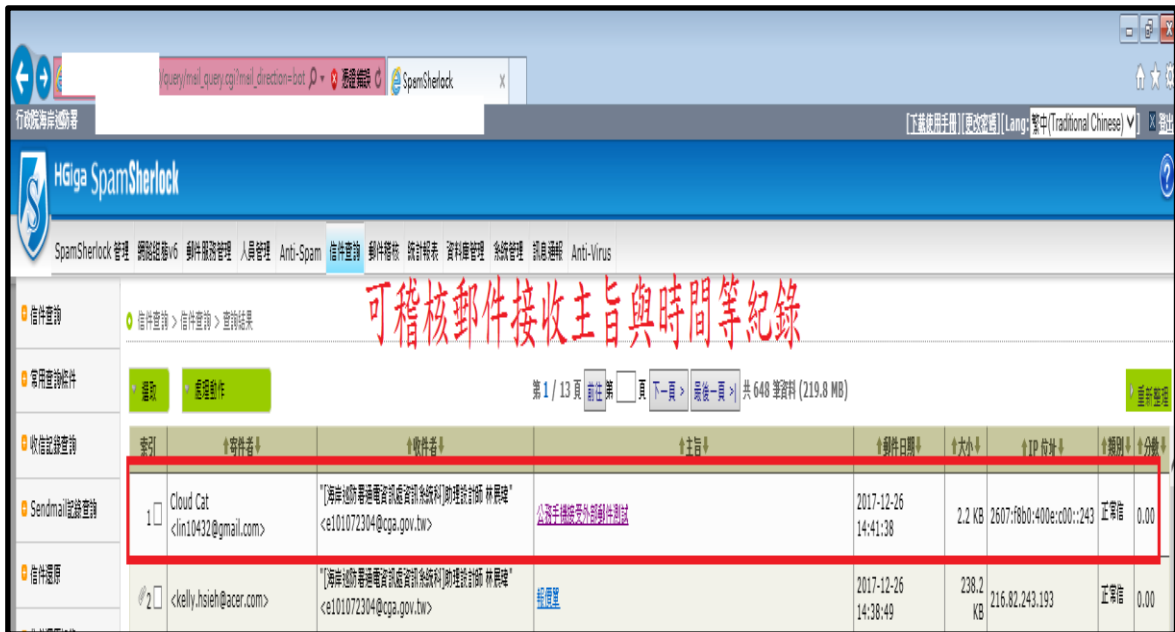 /query/mail_query.cgi?mail_direction=bot
憑證錯誤
SpamSherlock
行政院海岸巡防署
[下載使用手冊][更改密碼][Lang: 繁中(Traditional Chinese)] 登出
HGiga SpamSherlock
SpamSherlock 管理 網路組態v6 郵件服務管理 人員管理 Anti-Spam 信件查詢 郵件稽核 統計報表 資料庫管理 系統管理 訊息通報 Anti-Virus
可稽核郵件接收主旨與時間等紀錄
信件查詢
信件查詢 > 信件查詢 > 查詢結果
常用查詢條件
選取 處理動作
第 1 / 13 頁 前往 第 頁 下一頁 > 最後一頁 >| 共 648 筆資料 (219.8 MB)
重新整理
收信記錄查詢
索引 寄件者 收件者 主旨 郵件日期 大小 IP 位址 類別 分數
Sendmail記錄查詢
1 Cloud Cat <lin10432@gmail.com> "[海岸巡防署通電資訊處資訊系統科]助理設計師 林展瑋" <e101072304@cga.gov.tw> 公務手機接受外部郵件測試 2017-12-26 14:41:38 2.2 KB 2607:f8b0:400e:c00::243 正常信 0.00
信件還原
2 <kelly.hsieh@acer.com> "[海岸巡防署通電資訊處資訊系統科]助理設計師 林展瑋" <e101072304@cga.gov.tw> 報價單 2017-12-26 14:38:49 238.2 KB 216.82.243.193 正常信 0.00